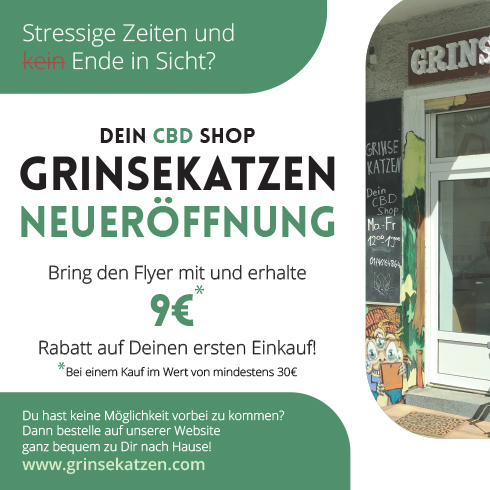 Stressige Zeiten und
kein Ende in Sicht?
DEIN CBD SHOP
GRINSEKATZEN
NEUERÖFFNUNG
Bring den Flyer mit und erhalte
9€*
Rabatt auf Deinen ersten Einkauf!
*Bei einem Kauf im Wert von mindestens 30€
Du hast keine Möglichkeit vorbei zu kommen?
Dann bestelle auf unserer Website
ganz bequem zu Dir nach Hause!
www.grinsekatzen.com
GRINS
GRINSE
KATZEN
Dein
CBD
Shop
Mo.-Fr